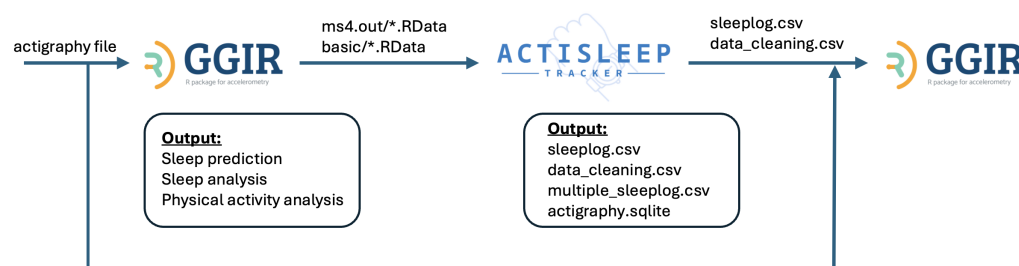 actigraphy file
GGIR
R package for accelerometry
ms4.out/*.RData
basic/*.RData
ACTISLEEP
TRACKER
sleeplog.csv
data_cleaning.csv
GGIR
R package for accelerometry
Output:
Sleep prediction
Sleep analysis
Physical activity analysis
Output:
sleeplog.csv
data_cleaning.csv
multiple_sleeplog.csv
actigraphy.sqlite